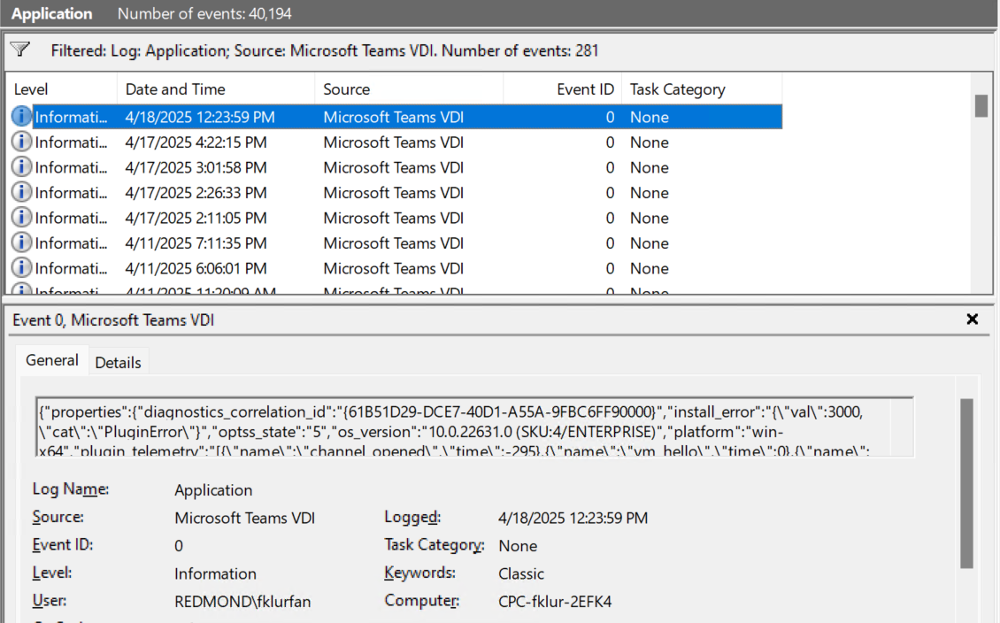 Application Number of events: 40,194
Filtered: Log: Application; Source: Microsoft Teams VDI. Number of events: 281
Level Date and Time Source Event ID Task Category
Informati... 4/18/2025 12:23:59 PM Microsoft Teams VDI 0 None
Informati... 4/17/2025 4:22:15 PM Microsoft Teams VDI 0 None
Informati... 4/17/2025 3:01:58 PM Microsoft Teams VDI 0 None
Informati... 4/17/2025 2:26:33 PM Microsoft Teams VDI 0 None
Informati... 4/17/2025 2:11:05 PM Microsoft Teams VDI 0 None
Informati... 4/11/2025 7:11:35 PM Microsoft Teams VDI 0 None
Informati... 4/11/2025 6:06:01 PM Microsoft Teams VDI 0 None
Informati... 4/11/2025 11:20:09 AM Microsoft Teams VDI 0 None
Event 0, Microsoft Teams VDI
General Details
{"properties":{"diagnostics_correlation_id":"{61B51D29-DCE7-40D1-A55A-9FBC6FF90000}","install_error":"{\"val\":3000,
\"cat\":\"PluginError\"}","optss_state":"5","os_version":"10.0.22631.0 (SKU:4/ENTERPRISE)","platform":"win-
x64","plugin_telemetry":"[{\"name\":\"channel_opened\",\"time\":-295},{\"name\":\"vm_hello\",\"time\":0},{\"name\":
Log Name: Application
Source: Microsoft Teams VDI Logged: 4/18/2025 12:23:59 PM
Event ID: 0 Task Category: None
Level: Information Keywords: Classic
User: REDMOND\fklurfan Computer: CPC-fklur-2EFK4